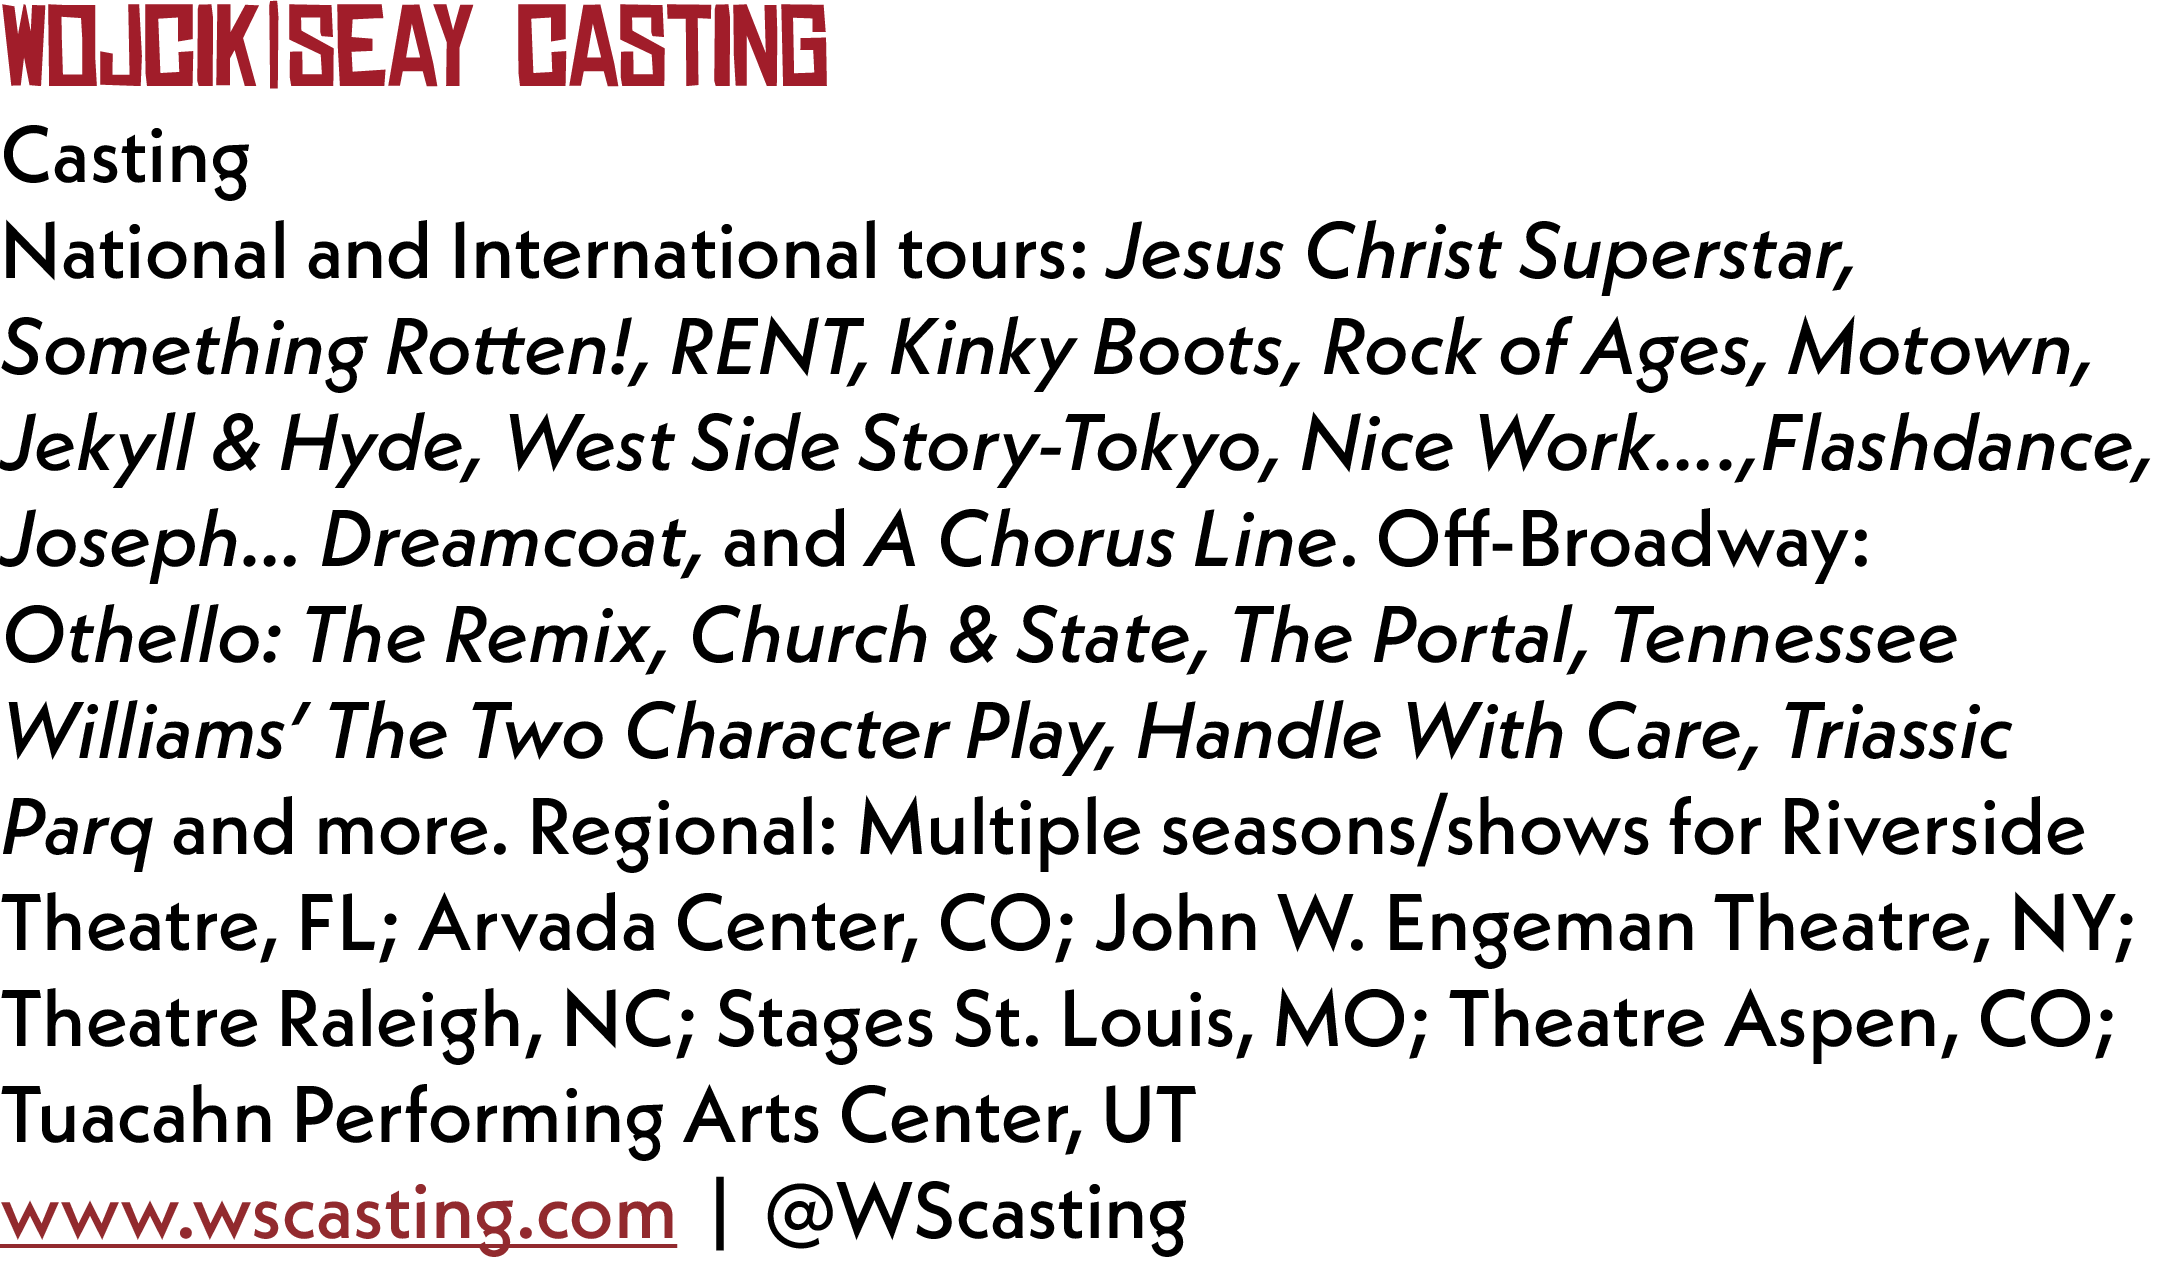 WOJCIK|SEAY CASTING
Casting
National and International tours: Jesus Christ Superstar,
Something Rotten!, RENT, Kinky Boots, Rock of Ages, Motown,
Jekyll & Hyde, West Side Story-Tokyo, Nice Work....,Flashdance,
Joseph... Dreamcoat, and A Chorus Line. Off-Broadway:
Othello: The Remix, Church & State, The Portal, Tennessee
Williams’ The Two Character Play, Handle With Care, Triassic
Parq and more. Regional: Multiple seasons/shows for Riverside
Theatre, FL; Arvada Center, CO; John W. Engeman Theatre, NY;
Theatre Raleigh, NC; Stages St. Louis, MO; Theatre Aspen, CO;
Tuacahn Performing Arts Center, UT
www.wscasting.com | @WScasting